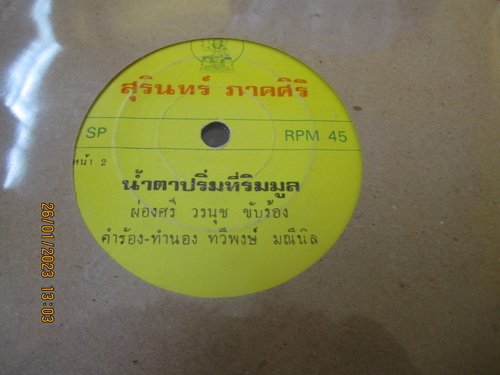 สุรินทร์ ภาคศิริ
SP RPM 45
หน้า 2
น้ำตาปริ่มที่ริมมูล
ผ่องศรี วรนุช ขับร้อง
คำร้อง-ทำนอง ทวีพงษ์ มณีนิล
26/01/2023 13:03